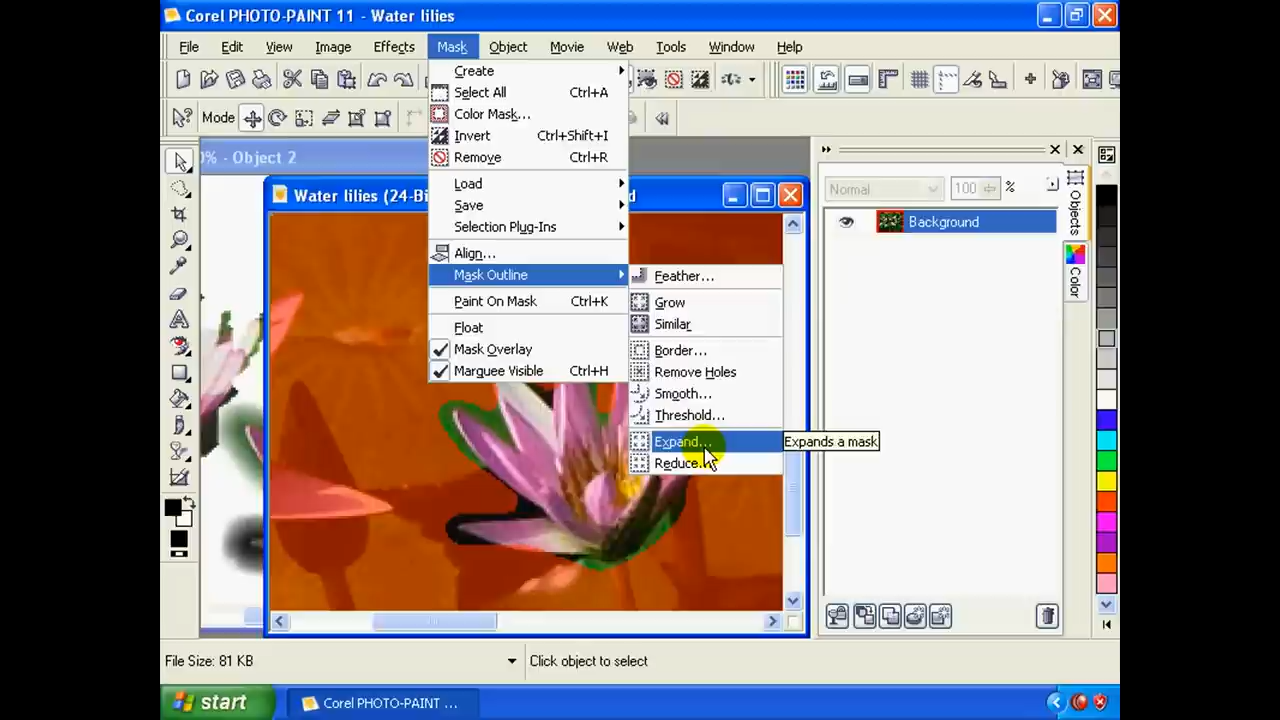 Corel PHOTO-PAINT 11 - Water lilies
File Edit View Image Effects Mask Object Movie Web Tools Window Help
Mode
Create
Select All Ctrl+A
Color Mask...
Invert Ctrl+Shift+I
Remove Ctrl+R
Load
Save
Selection Plug-Ins
Align...
Mask Outline
Paint On Mask Ctrl+K
Float
Mask Overlay
Marquee Visible Ctrl+H
Feather...
Grow
Similar
Border...
Remove Holes
Smooth...
Threshold...
Expand...
Reduce...
Expands a mask
% - Object 2
Water lilies (24-Bi
Normal 100 %
Background
Objects
Color
File Size: 81 KB
Click object to select
start
Corel PHOTO-PAINT ...